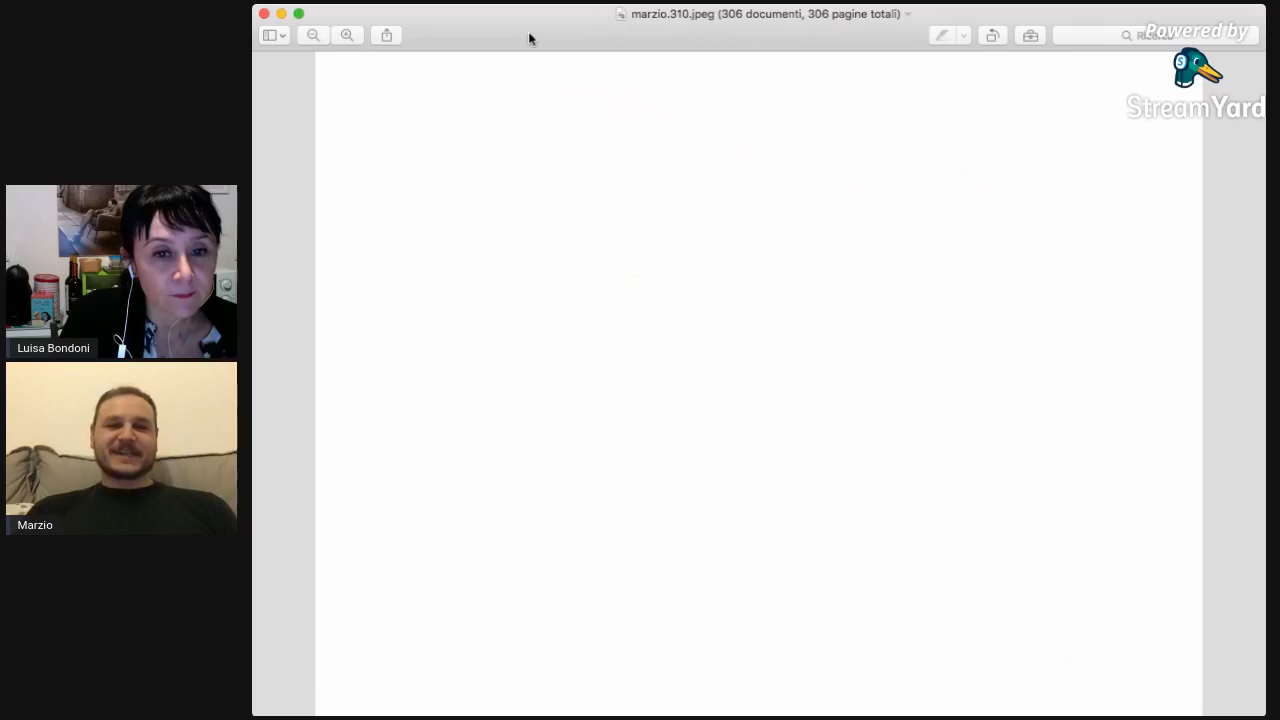 marzio.310.jpeg (306 documenti, 306 pagine totali)
Powered by
StreamYard
Luisa Bondoni
Marzio